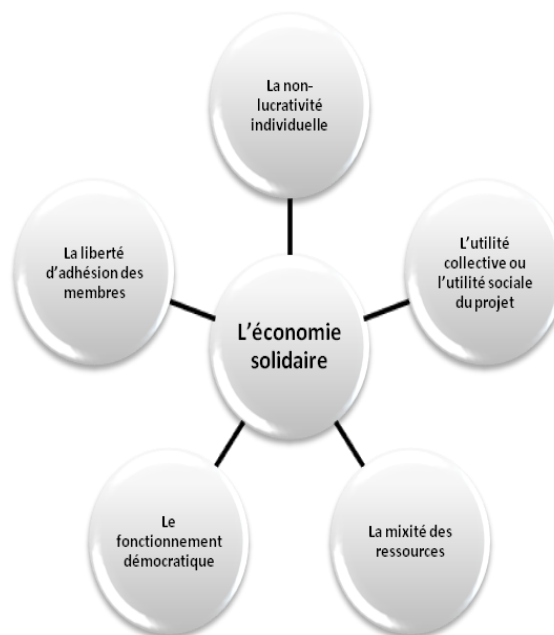 La non-
lucrativité
individuelle
La liberté
d'adhésion des
membres
L'utilité
collective ou
l'utilité sociale
du projet
L'économie
solidaire
Le
fonctionnement
démocratique
La mixité des
ressources